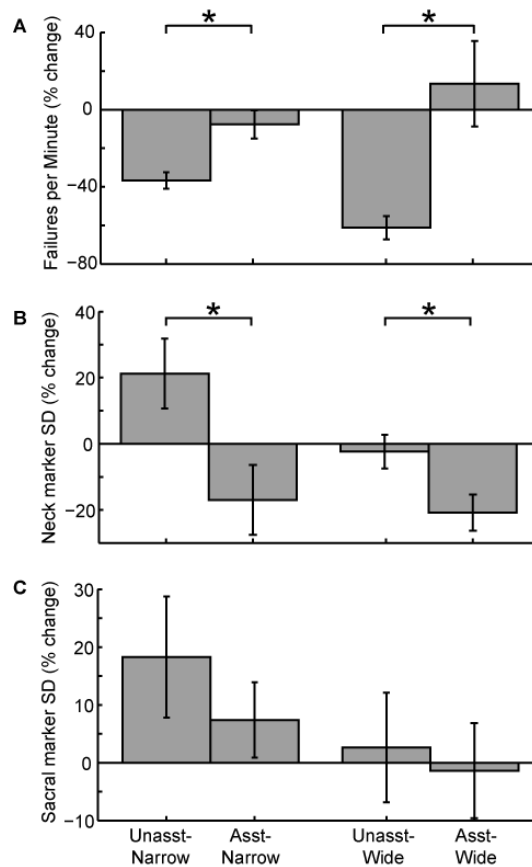 A
Failures per Minute (% change)
40
0
−40
−80
*
*
B
Neck marker SD (% change)
40
20
0
−20
*
*
C
Sacral marker SD (% change)
30
20
10
0
−10
Unasst-
Narrow
Asst-
Narrow
Unasst-
Wide
Asst-
Wide